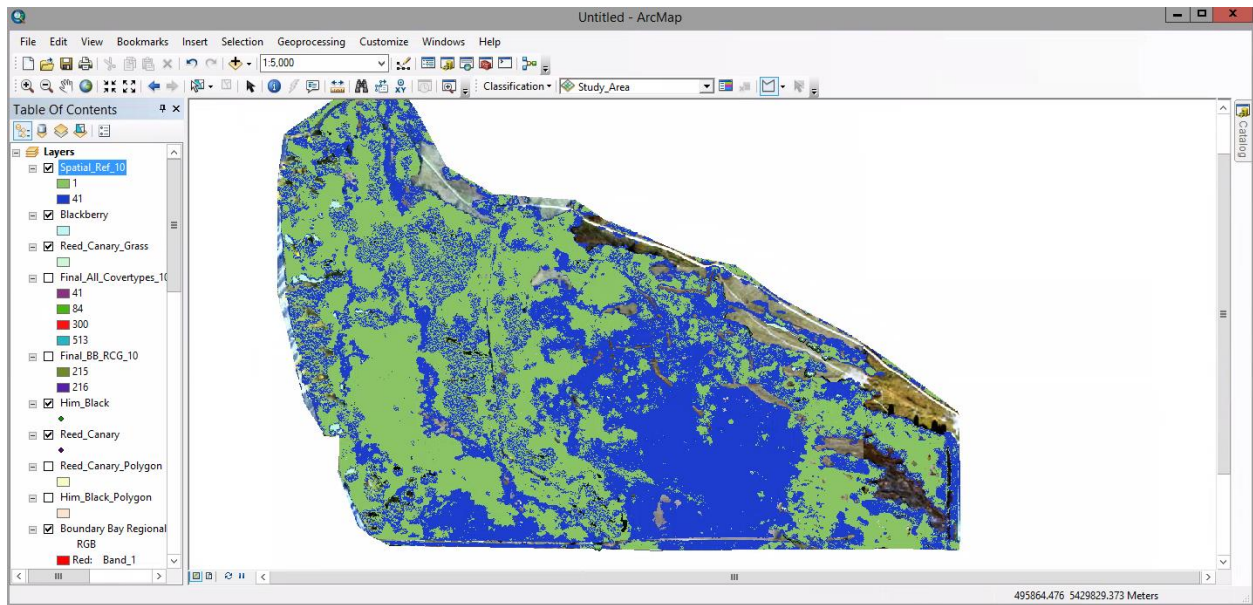 Untitled - ArcMap
File Edit View Bookmarks Insert Selection Geoprocessing Customize Windows Help
1:5,000
Classification Study_Area
Table Of Contents
Catalog
Layers
Spatial_Ref_10
1
41
Blackberry
Reed_Canary_Grass
Final_All_Covertypes_10
41
84
300
513
Final_BB_RCG_10
215
216
Him_Black
Reed_Canary
Reed_Canary_Polygon
Him_Black_Polygon
Boundary Bay Regional
RGB
Red: Band_1
495864.476 5429829.373 Meters